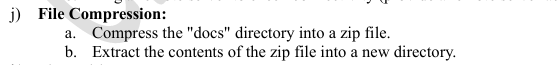 j) File Compression:
a. Compress the "docs" directory into a zip file.
b. Extract the contents of the zip file into a new directory.